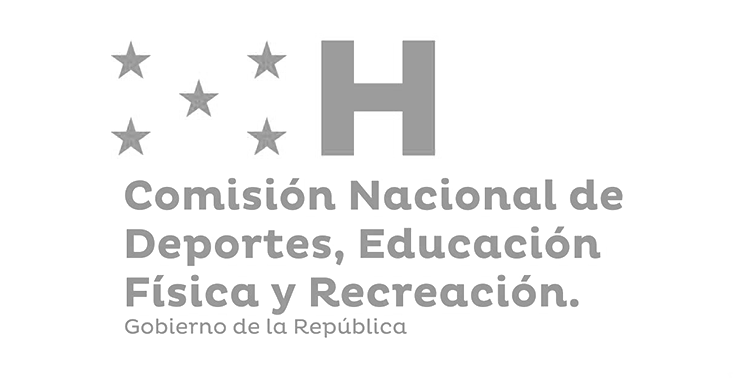 H
Comisión Nacional de
Deportes, Educación
Física y Recreación.
Gobierno de la República